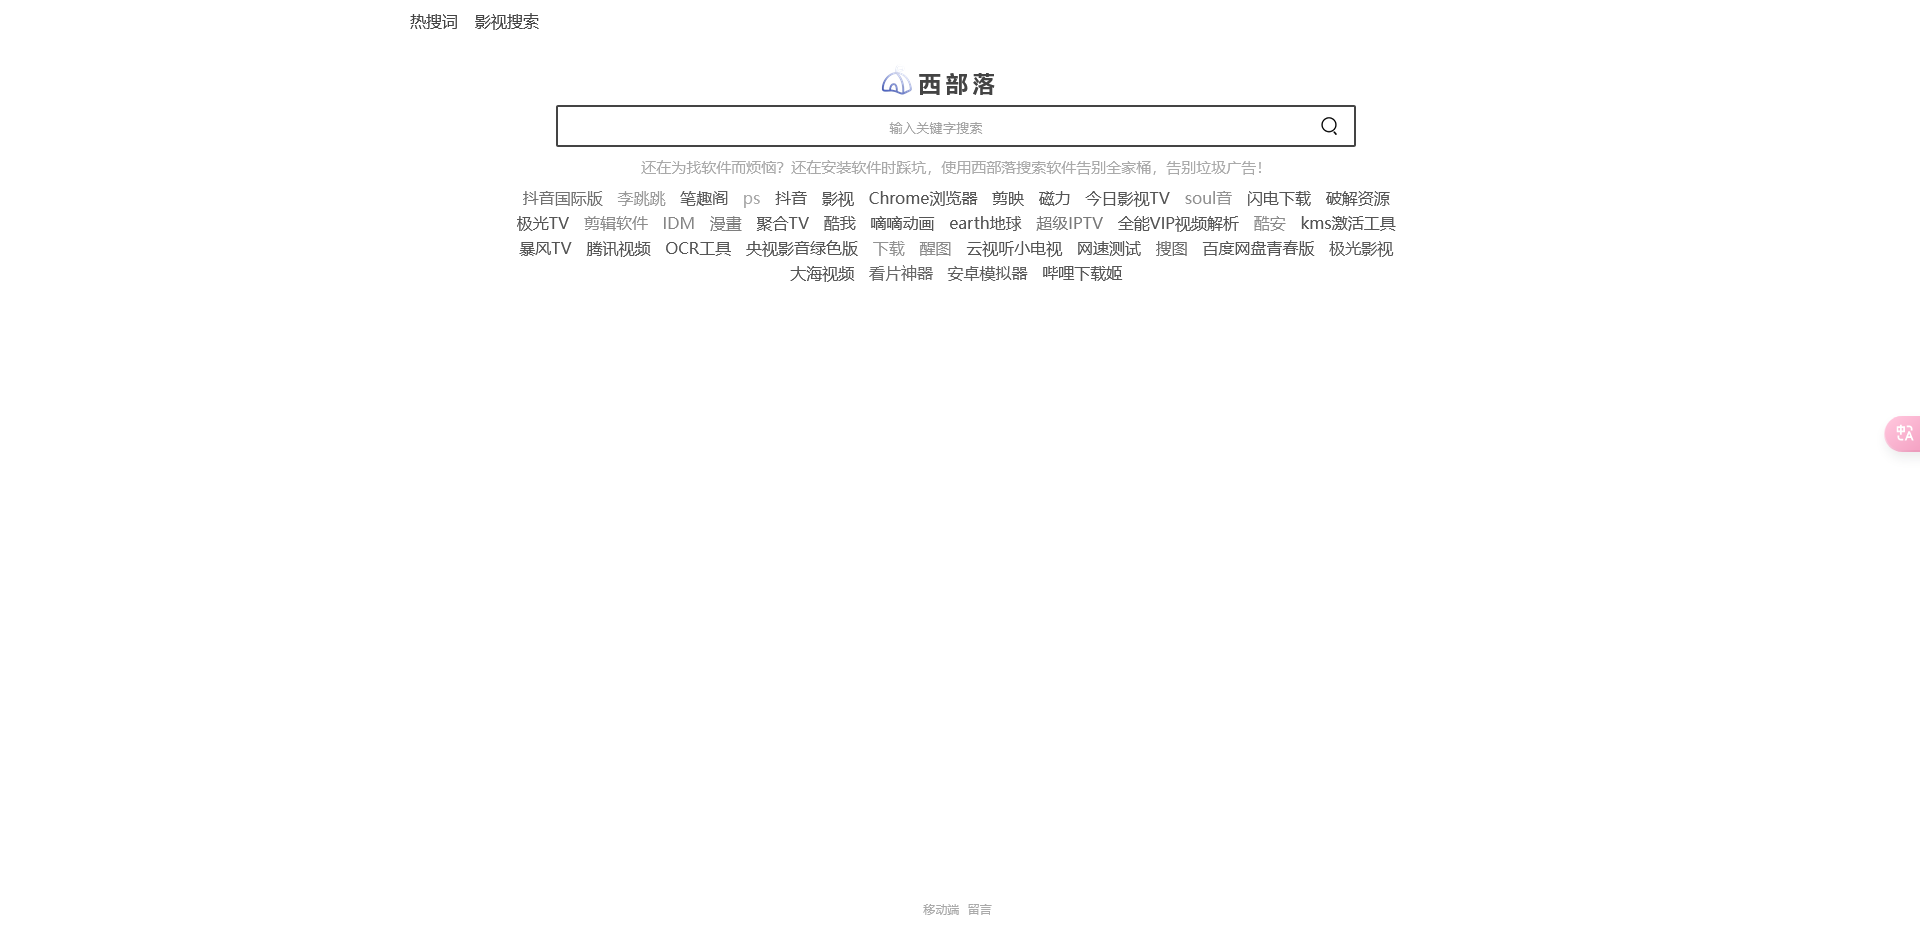 热搜词 影视搜索
西部落
输入关键字搜索
还在为找软件而烦恼？还在安装软件时踩坑，使用西部落搜索软件告别全家桶，告别垃圾广告！
抖音国际版 李跳跳 笔趣阁 ps 抖音 影视 Chrome浏览器 剪映 磁力 今日影视TV soul音 闪电下载 破解资源
极光TV 剪辑软件 IDM 漫畫 聚合TV 酷我 嘀嘀动画 earth地球 超级IPTV 全能VIP视频解析 酷安 kms激活工具
暴风TV 腾讯视频 OCR工具 央视影音绿色版 下载 醒图 云视听小电视 网速测试 搜图 百度网盘青春版 极光影视
大海视频 看片神器 安卓模拟器 哔哩下载姬
中A
移动端 留言